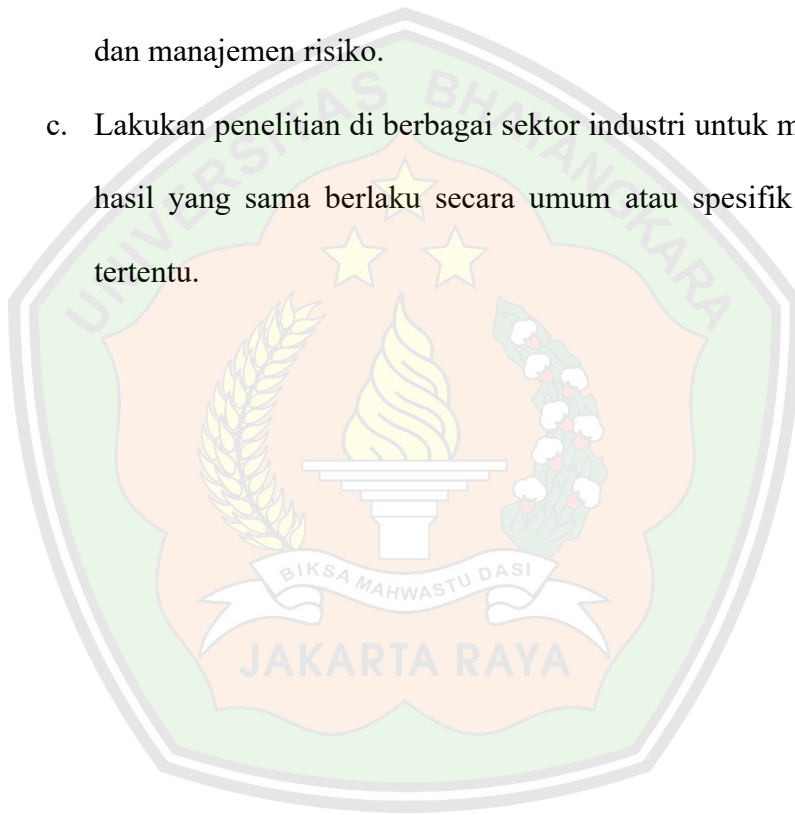 dan manajemen risiko.
c. Lakukan penelitian di berbagai sektor industri untuk
hasil yang sama berlaku secara umum atau spesifik
tertentu.
UNIVERSITAS BHAYANGKARA
BIKSA MAHWASTU DASI
JAKARTA RAYA